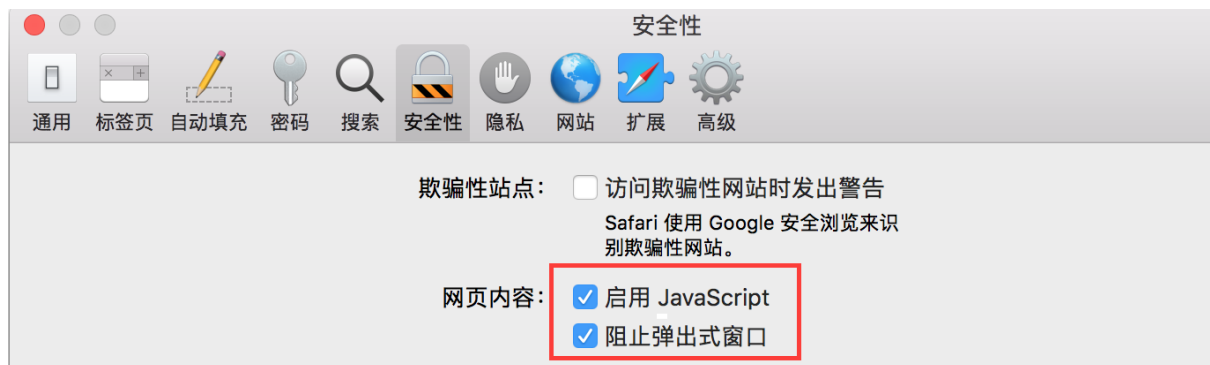 安全性
通用 标签页 自动填充 密码 搜索 安全性 隐私 网站 扩展 高级
欺骗性站点： 访问欺骗性网站时发出警告
Safari 使用 Google 安全浏览来识
别欺骗性网站。
网页内容： 启用 JavaScript
阻止弹出式窗口